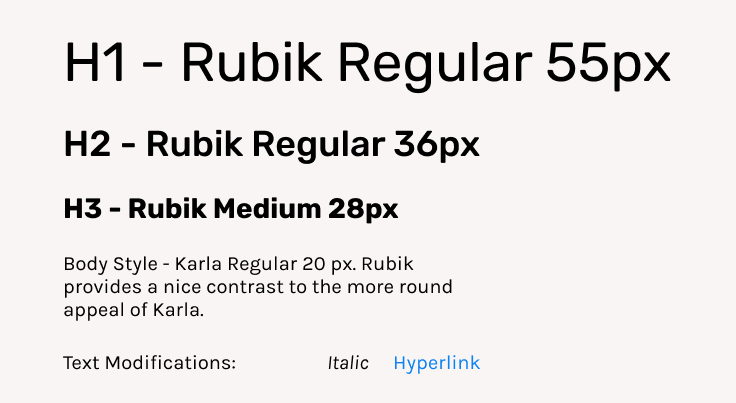 H1 - Rubik Regular 55px
H2 - Rubik Regular 36px
H3 - Rubik Medium 28px
Body Style - Karla Regular 20 px. Rubik
provides a nice contrast to the more round
appeal of Karla.
Text Modifications: Italic Hyperlink